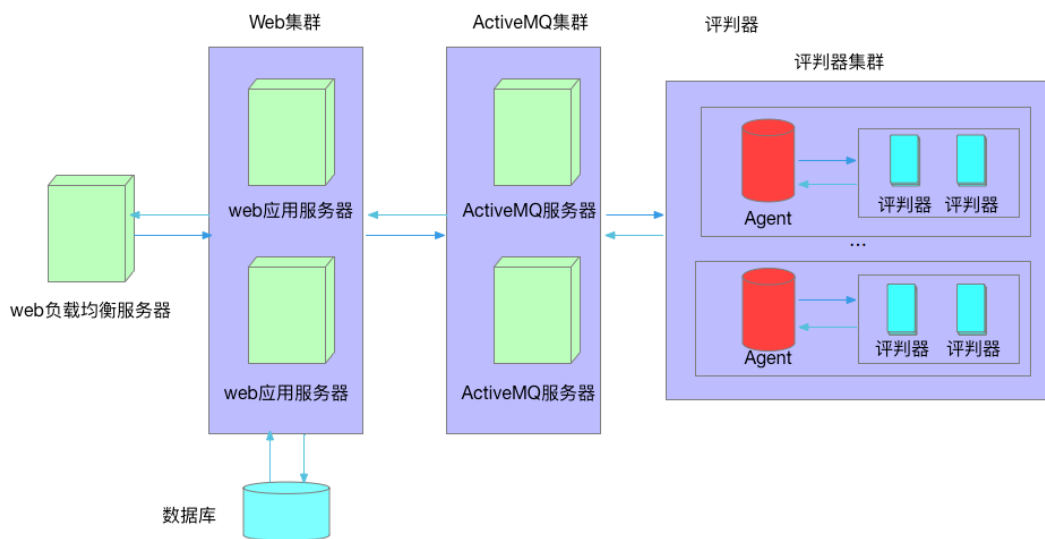 Web集群
ActiveMQ集群
评判器
评判器集群
web应用服务器
ActiveMQ服务器
Agent
评判器
评判器
...
web负载均衡服务器
web应用服务器
ActiveMQ服务器
Agent
评判器
评判器
数据库